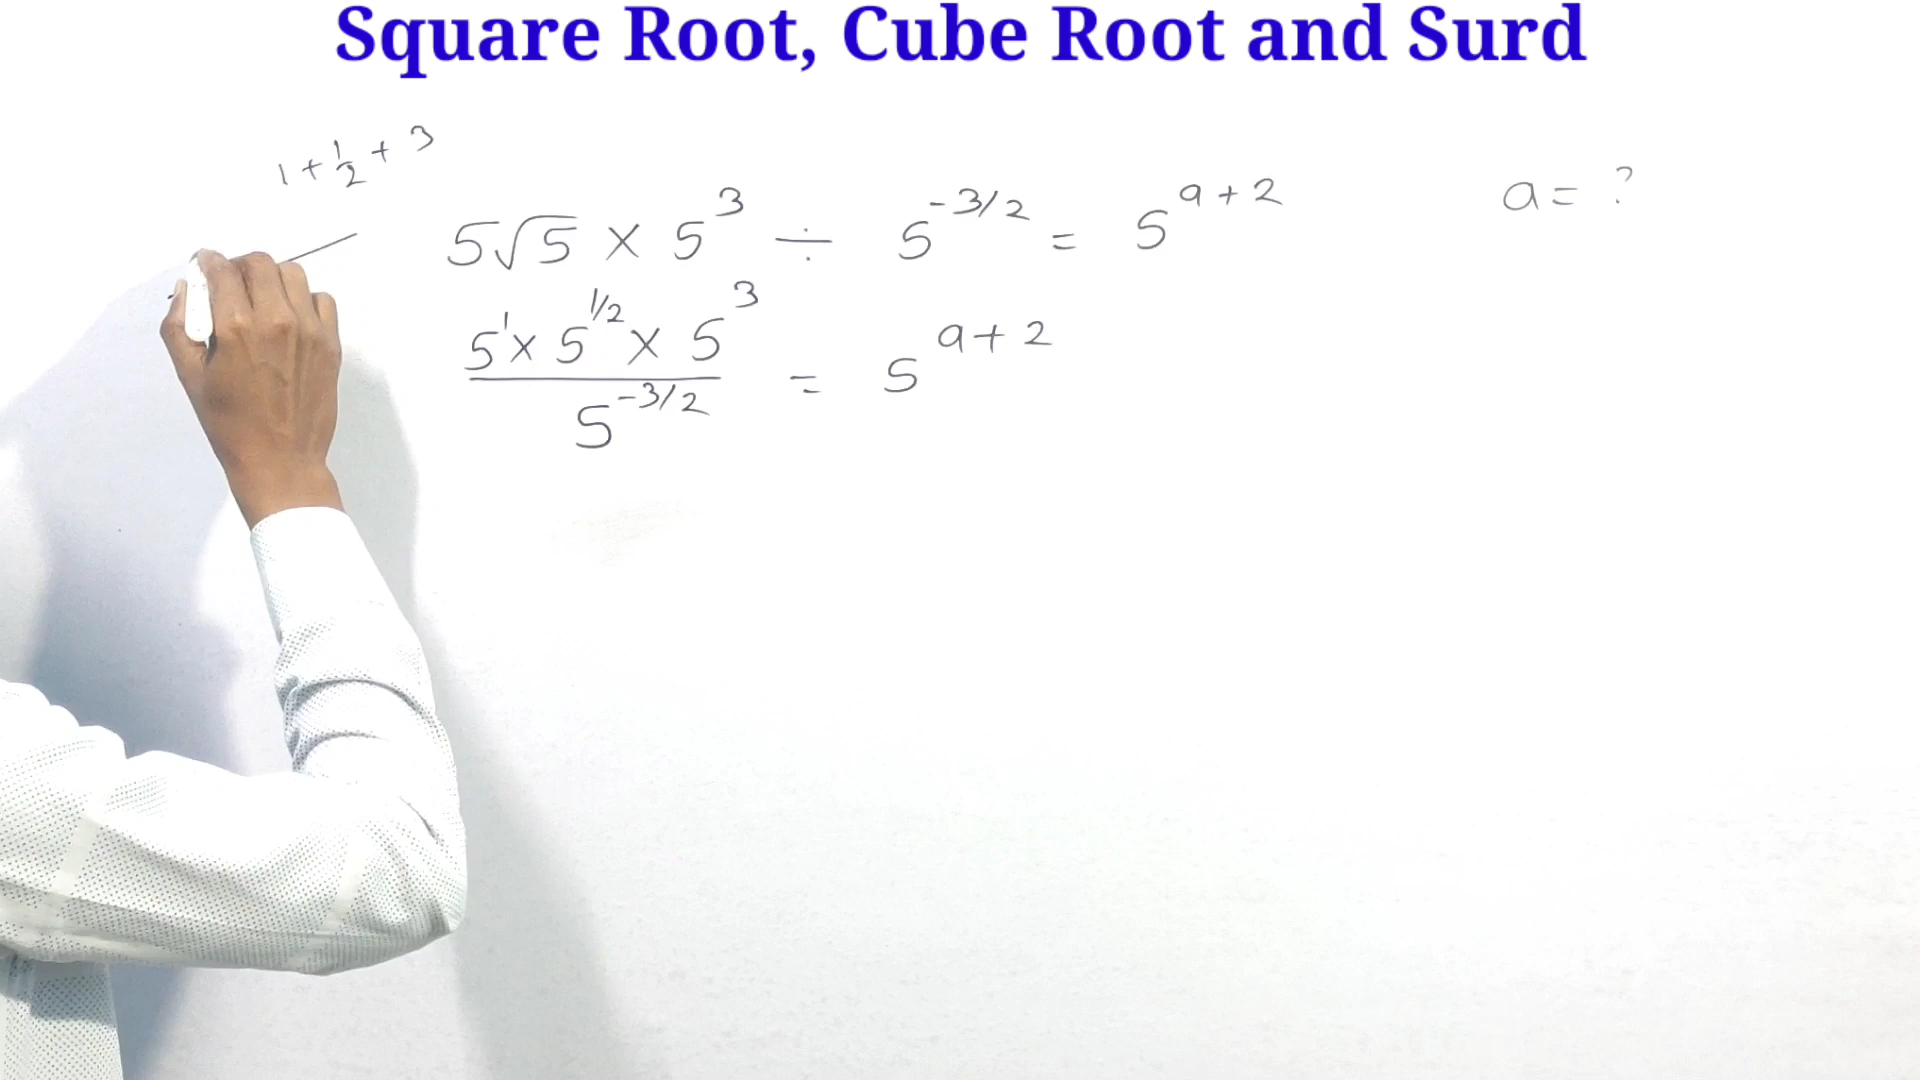 Square Root, Cube Root and Surd
1 + 1/2 + 3
5√5 × 5^3 ÷ 5^-3/2 = 5^a+2
a = ?
5^1 × 5^1/2 × 5^3 / 5^-3/2 = 5^a+2